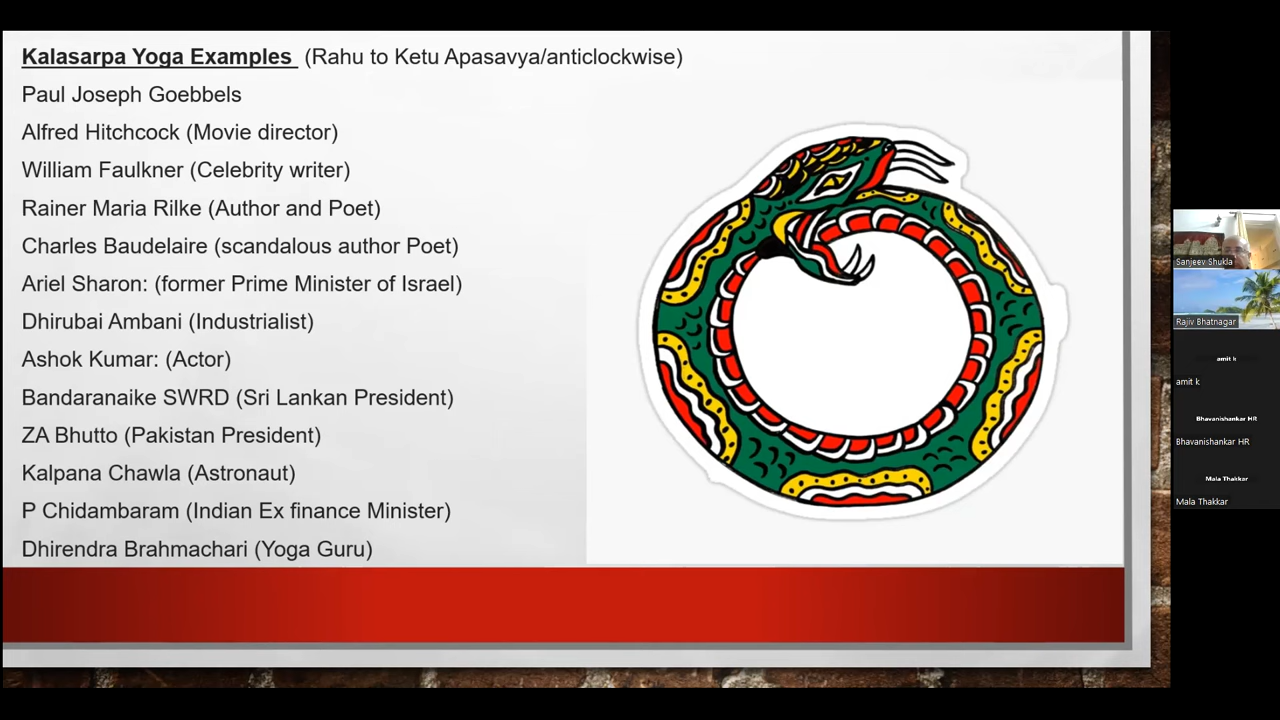 Kalasarpa Yoga Examples  (Rahu to Ketu Apasavya/anticlockwise)
Paul Joseph Goebbels
Alfred Hitchcock (Movie director)
William Faulkner (Celebrity writer)
Rainer Maria Rilke (Author and Poet)
Charles Baudelaire (scandalous author Poet)
Ariel Sharon: (former Prime Minister of Israel)
Dhirubai Ambani (Industrialist)
Ashok Kumar: (Actor)
Bandaranaike SWRD (Sri Lankan President)
ZA Bhutto (Pakistan President)
Kalpana Chawla (Astronaut)
P Chidambaram (Indian Ex finance Minister)
Dhirendra Brahmachari (Yoga Guru)
Sanjeev Shukla
Rajiv Bhatnagar
amit k
amit k
Bhavanishankar HR
Bhavanishankar HR
Mala Thakkar
Mala Thakkar